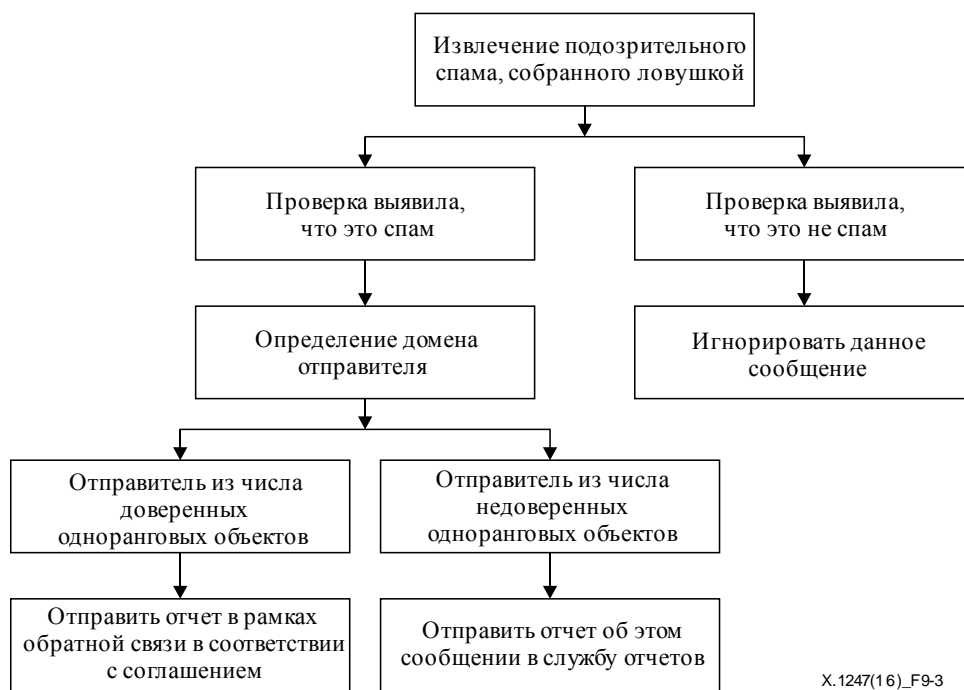 Извлечение подозрительного
спама, собранного ловушкой
Проверка выявила,
что это спам
Проверка выявила,
что это не спам
Определение домена
отправителя
Игнорировать данное
сообщение
Отправитель из числа
доверенных
одноранговых объектов
Отправитель из числа
недоверенных
одноранговых объектов
Отправить отчет в рамках
обратной связи в соответствии
с соглашением
Отправить отчет об этом
сообщении в службу отчетов
X.1247(16)_F9-3